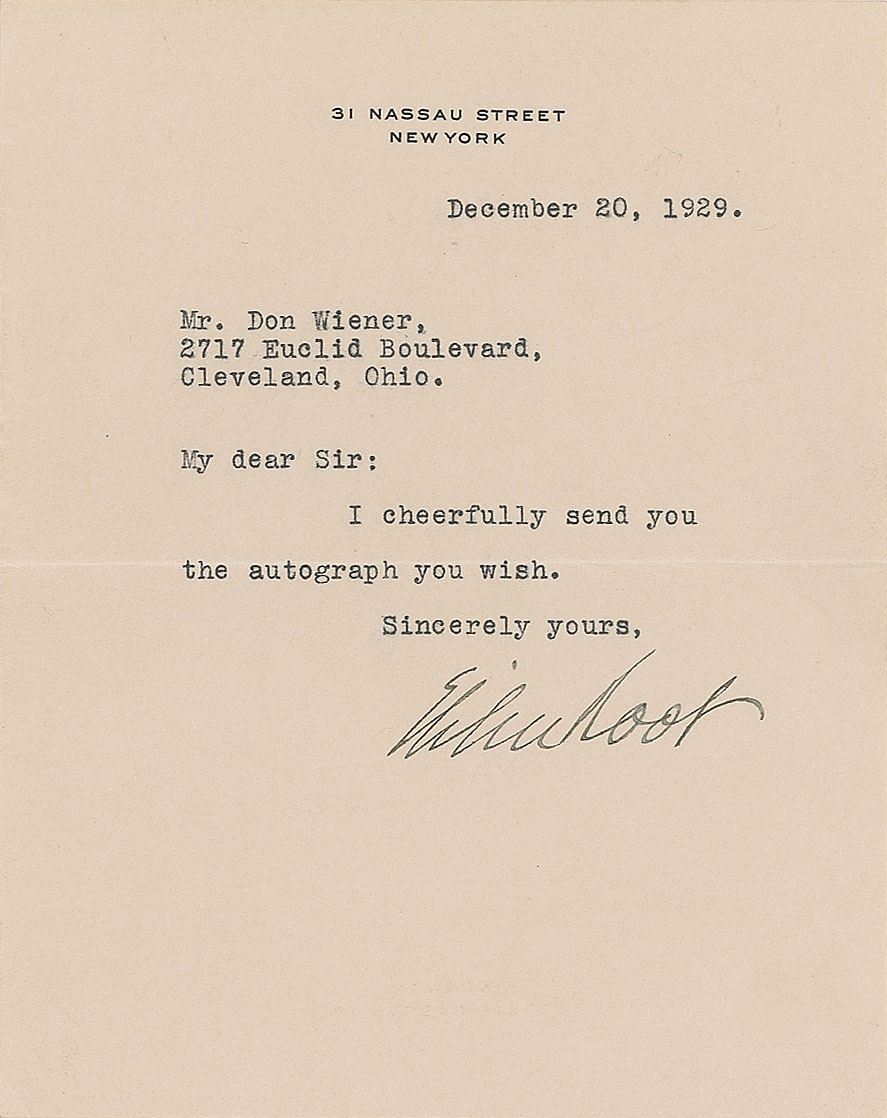 31 NASSAU STREET
NEW YORK
December 20, 1929.
Mr. Don Wiener,
2717 Euclid Boulevard,
Cleveland, Ohio.
My dear Sir:
I cheerfully send you
the autograph you wish.
Sincerely yours,
Elihu Root